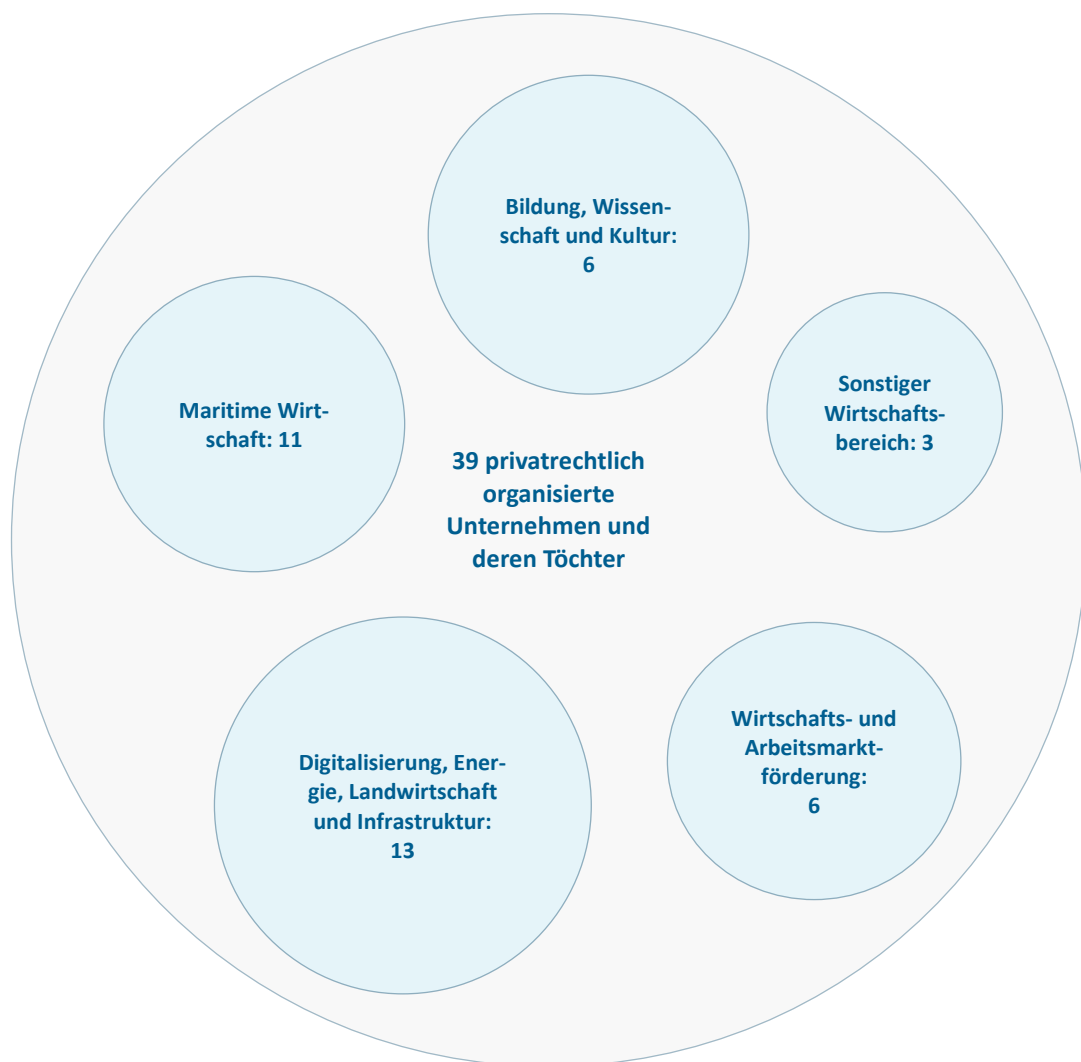 Bildung, Wissen-
schaft und Kultur:
6
Sonstiger
Wirtschafts-
bereich: 3
Maritime Wirt-
schaft: 11
39 privatrechtlich
organisierte
Unternehmen und
deren Töchter
Wirtschafts- und
Arbeitsmarkt-
förderung:
6
Digitalisierung, Ener-
gie, Landwirtschaft
und Infrastruktur:
13